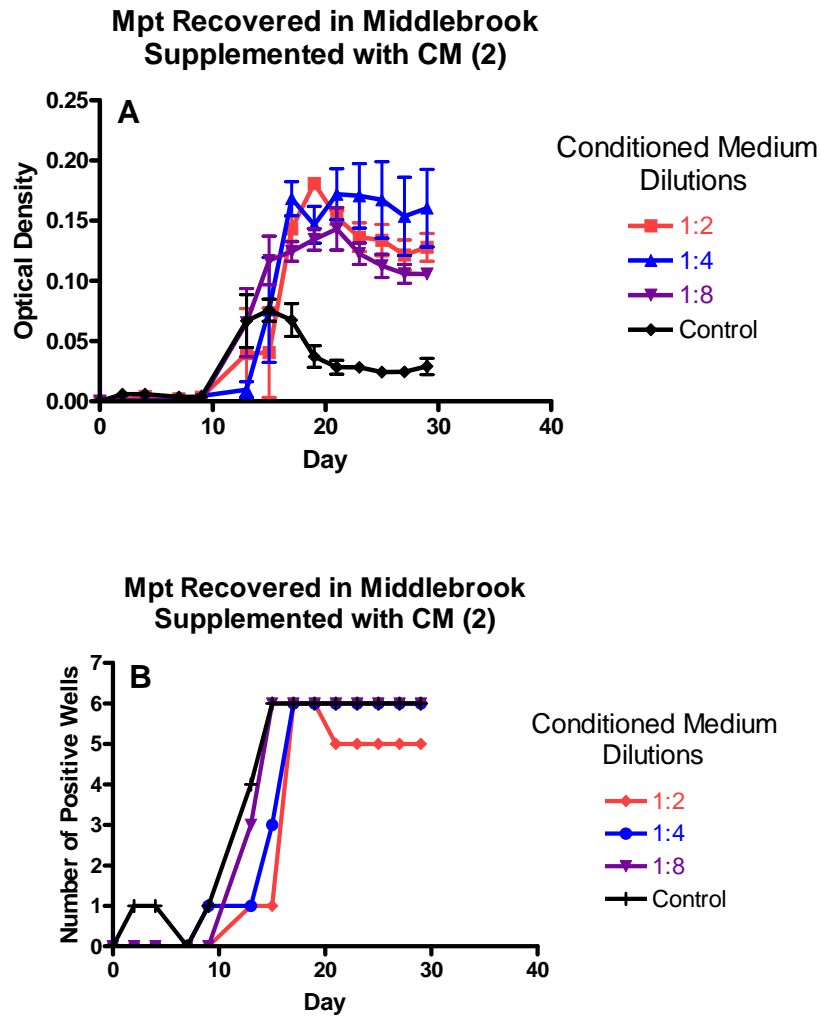 Mpt Recovered in Middlebrook
Supplemented with CM (2)
A
0.25
0.20
0.15
0.10
0.05
0.00
Optical Density
0 10 20 30 40
Day
Conditioned Medium
Dilutions
1:2
1:4
1:8
Control
Mpt Recovered in Middlebrook
Supplemented with CM (2)
B
7
6
5
4
3
2
1
0
Number of Positive Wells
0 10 20 30 40
Day
Conditioned Medium
Dilutions
1:2
1:4
1:8
Control